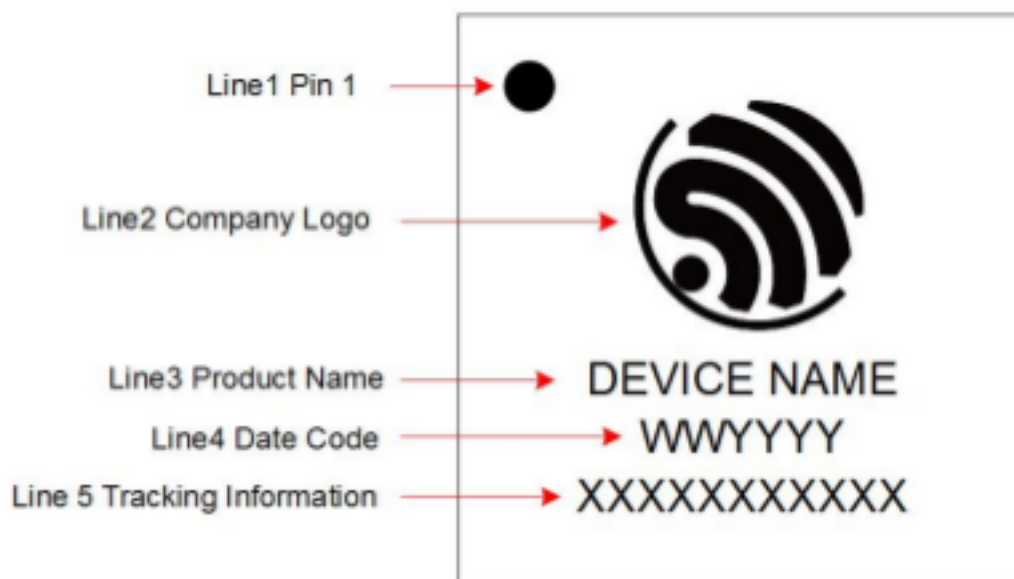 Line1 Pin 1
Line2 Company Logo
Line3 Product Name
DEVICE NAME
Line4 Date Code
WWYYYY
Line 5 Tracking Information
XXXXXXXXXXX